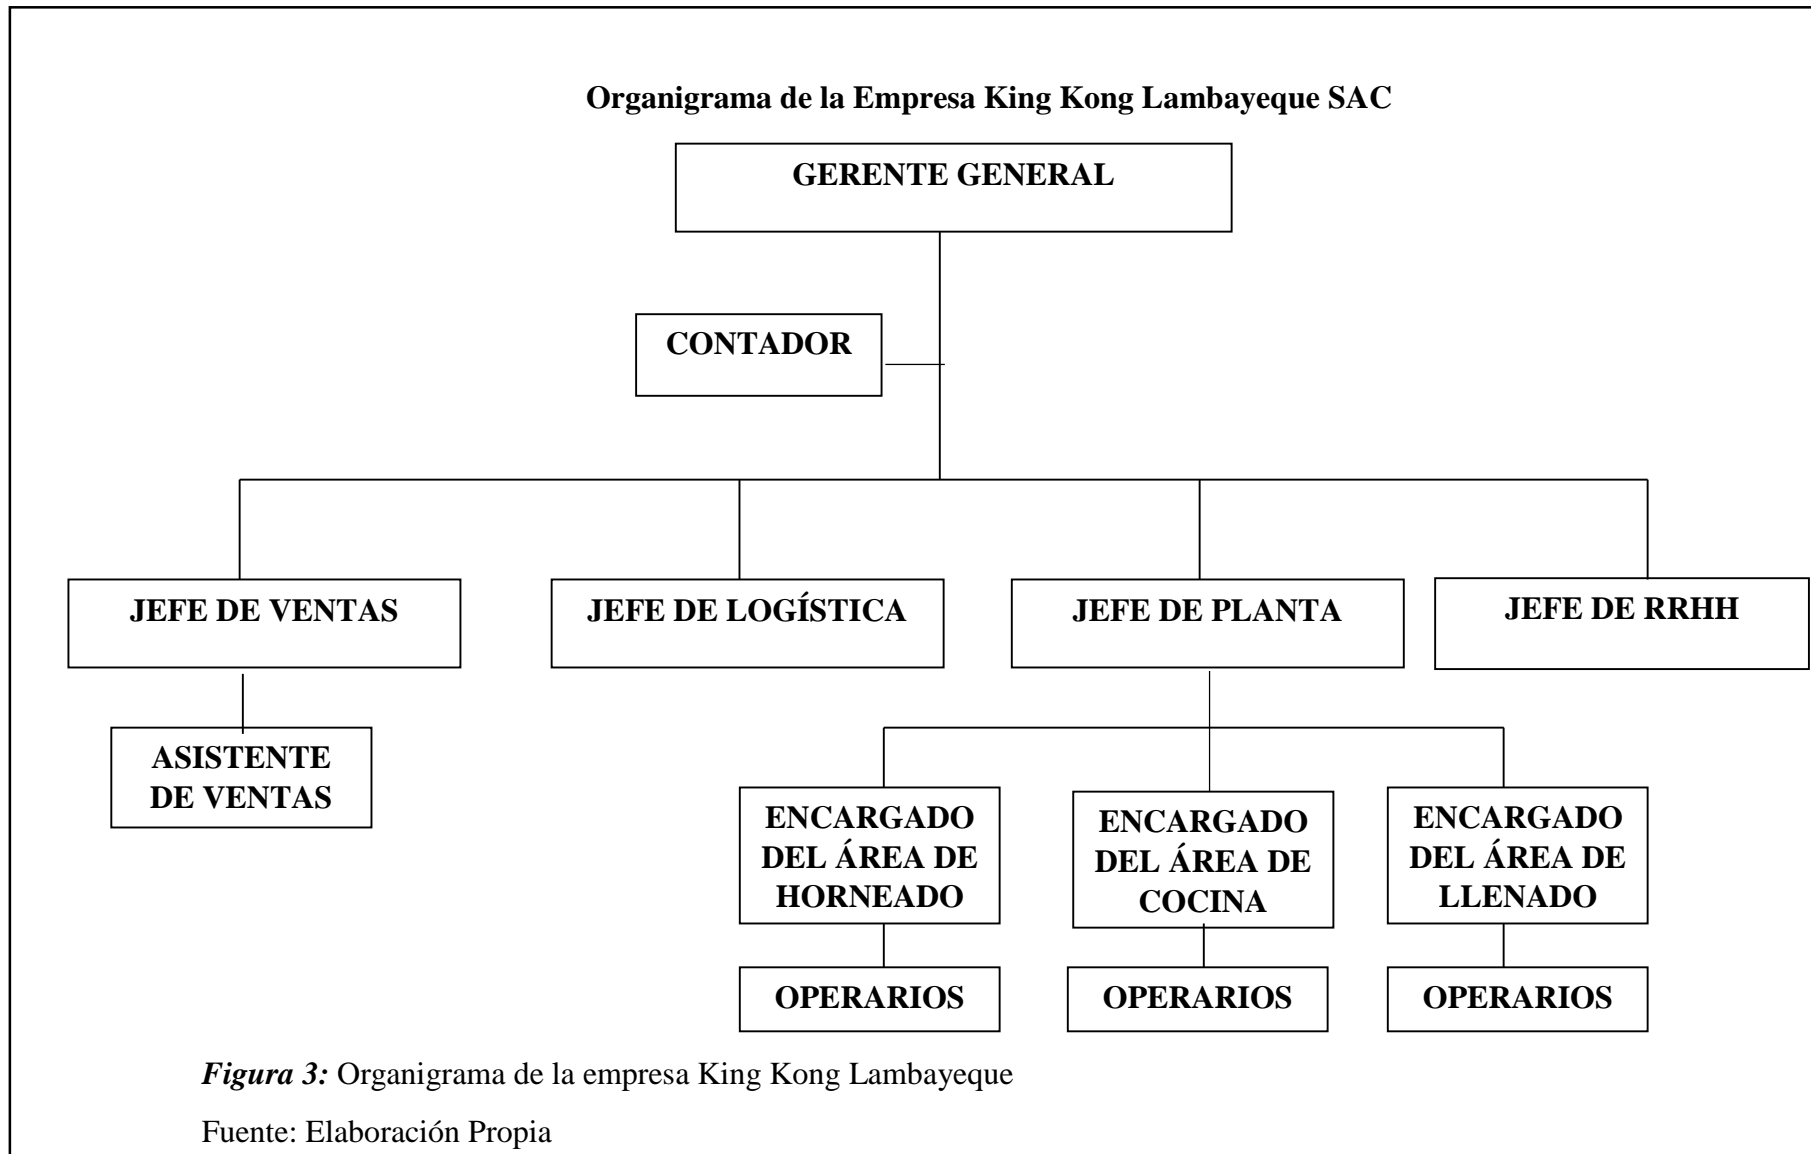 Organigrama de la Empresa King Kong Lambayeque SAC
GERENTE GENERAL
CONTADOR
JEFE DE VENTAS
JEFE DE LOGÍSTICA
JEFE DE PLANTA
JEFE DE RRHH
ASISTENTE
DE VENTAS
ENCARGADO
DEL ÁREA DE
HORNEADO
ENCARGADO
DEL ÁREA DE
COCINA
ENCARGADO
DEL ÁREA DE
LLENADO
OPERARIOS
OPERARIOS
OPERARIOS
Figura 3: Organigrama de la empresa King Kong Lambayeque
Fuente: Elaboración Propia